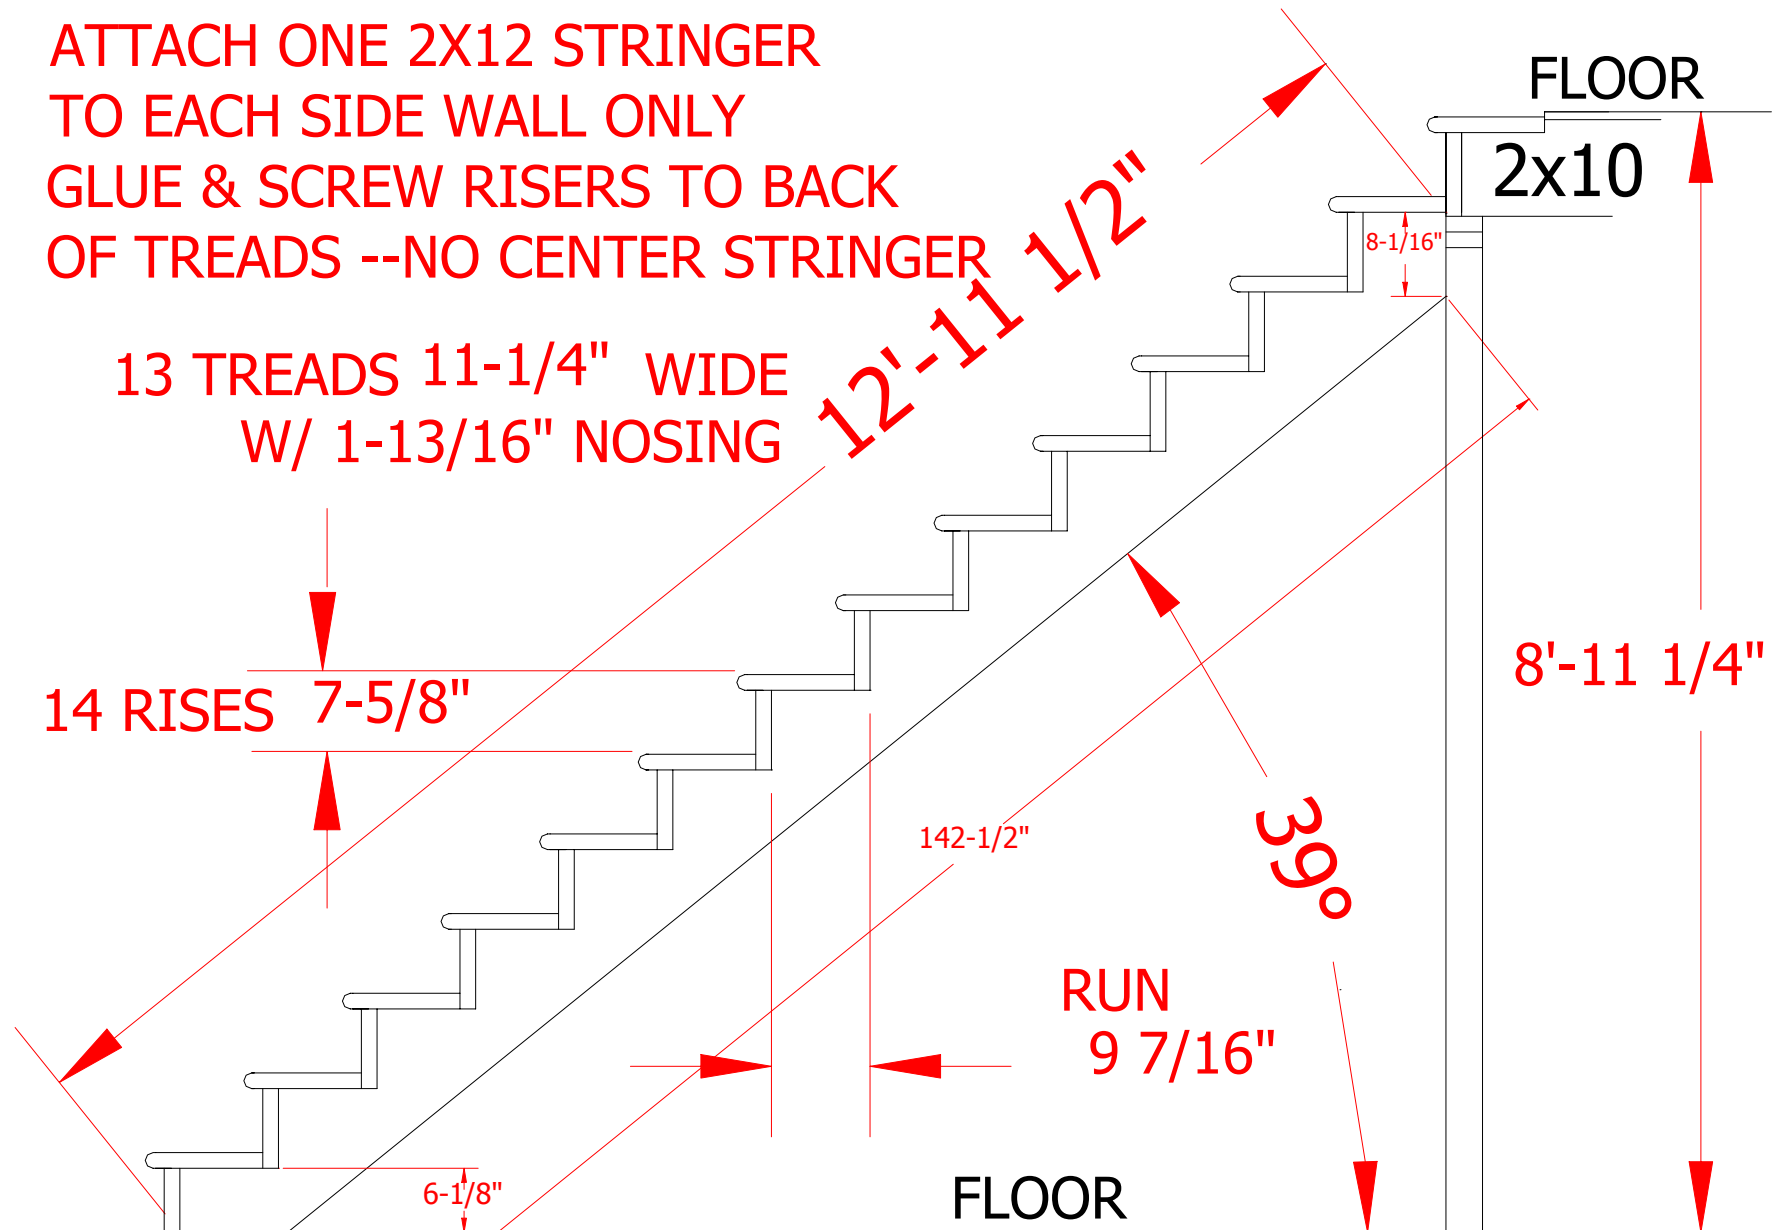 ATTACH ONE 2X12 STRINGER
TO EACH SIDE WALL ONLY
GLUE & SCREW RISERS TO BACK
OF TREADS --NO CENTER STRINGER
FLOOR
2x10
8-1/16"
12'-11 1/2"
13 TREADS 11-1/4" WIDE
W/ 1-13/16" NOSING
14 RISES 7-5/8"
8'-11 1/4"
142-1/2"
39°
RUN
9 7/16"
6-1/8"
FLOOR